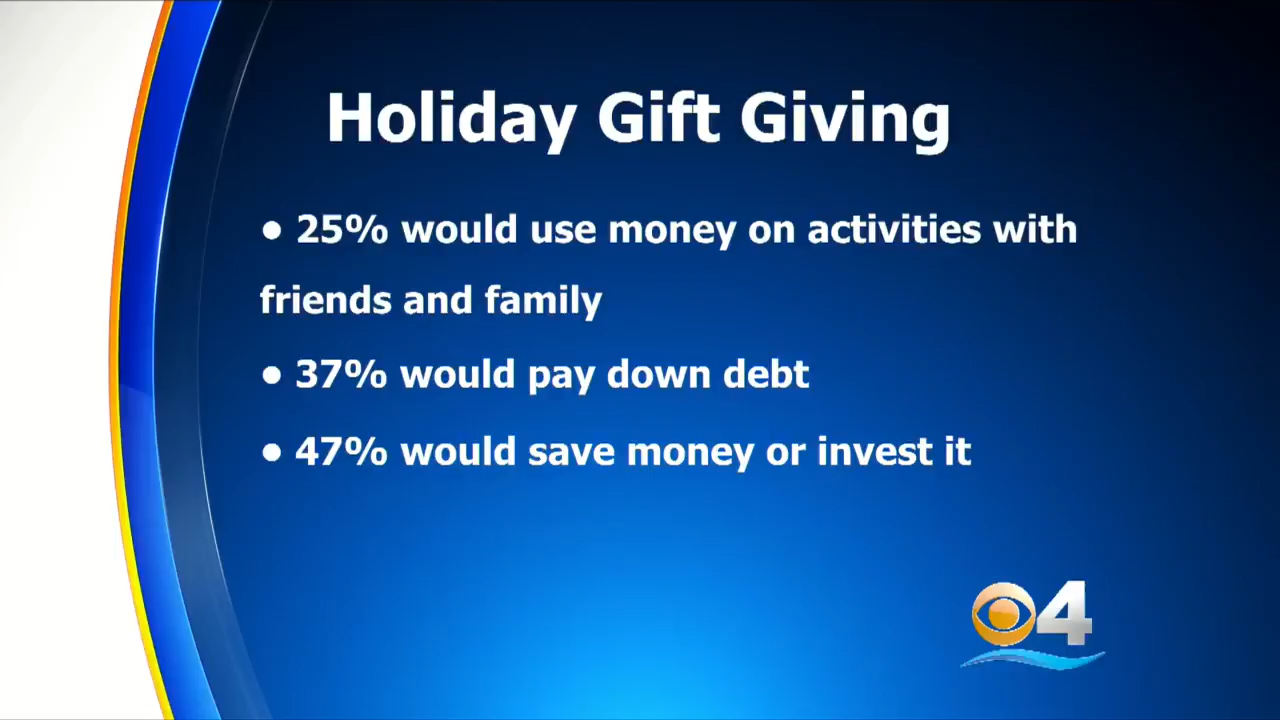 Holiday Gift Giving
• 25% would use money on activities with
friends and family
• 37% would pay down debt
• 47% would save money or invest it
4